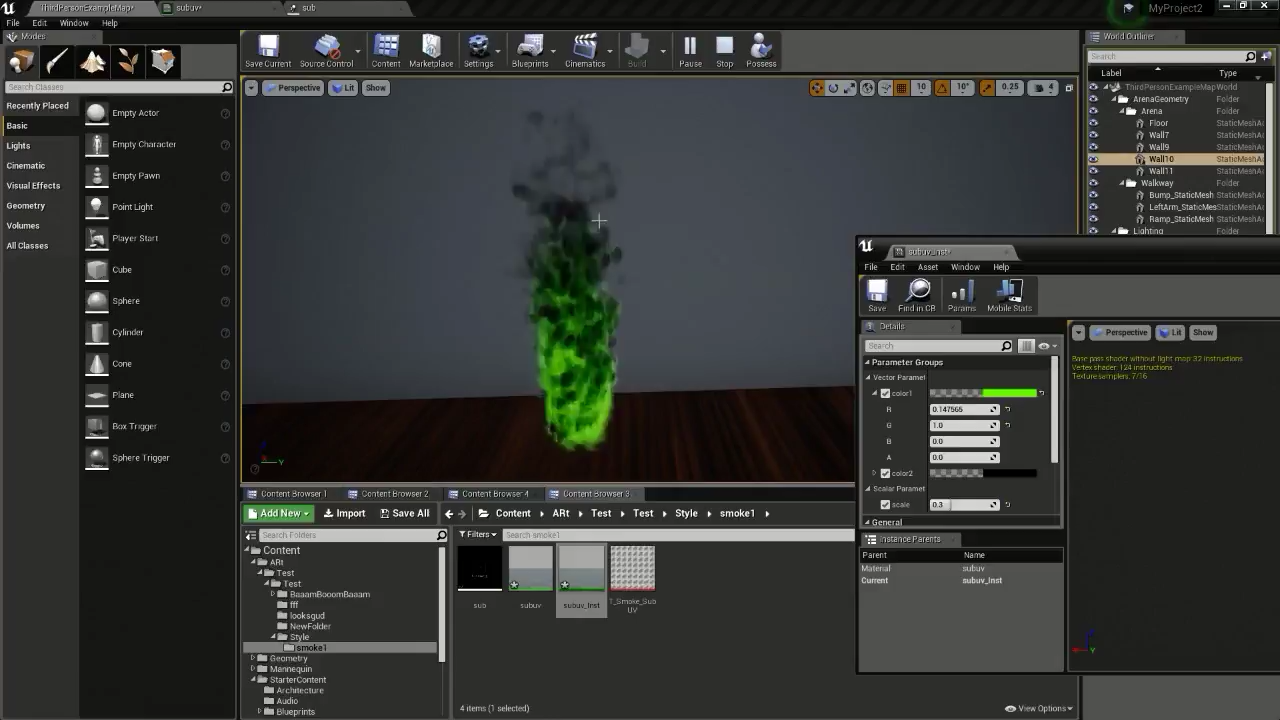 ThirdPersonExampleMap*
subuv*
sub
MyProject2
File Edit Window Help
Modes
Search Classes
Recently Placed
Basic
Lights
Cinematic
Visual Effects
Geometry
Volumes
All Classes
Empty Actor
Empty Character
Empty Pawn
Point Light
Player Start
Cube
Sphere
Cylinder
Cone
Plane
Box Trigger
Sphere Trigger
Save Current
Source Control
Content
Marketplace
Settings
Blueprints
Cinematics
Build
Pause
Stop
Possess
Perspective Lit Show
10 10° 0.25 4
World Outliner
Search
Label Type
ThirdPersonExampleMap World
ArenaGeometry Folder
Arena Folder
Floor StaticMeshA
Wall7 StaticMeshA
Wall9 StaticMeshA
Wall10 StaticMeshA
Wall11 StaticMeshA
Walkway Folder
Bump_StaticMesh StaticMeshA
LeftArm_StaticMes StaticMeshA
Ramp_StaticMesh StaticMeshA
Lighting Folder
subuv_Inst*
File Edit Asset Window Help
Save
Find in CB
Params
Mobile Stats
Details
Search
Parameter Groups
Vector Paramet
color1
R 0.147565
G 1.0
B 0.0
A 0.0
color2
Scalar Paramet
scale 0.3
General
Instance Parents
Parent Name
Material subuv
Current subuv_Inst
Perspective Lit Show
Base pass shader without light map: 32 instructions
Vertex shader: 124 instructions
Texture samplers: 7/16
Content Browser 1
Content Browser 2
Content Browser 4
Content Browser 3
Add New Import Save All
Content ARt Test Test Style smoke1
Search Folders
Filters
Search smoke1
Content
ARt
Test
Test
BaaamBooomBaaam
fff
looksgud
NewFolder
Style
smoke1
Geometry
Mannequin
StarterContent
Architecture
Audio
Blueprints
sub
subuv
subuv_Inst
T_Smoke_Sub
UV
4 items (1 selected)
View Options